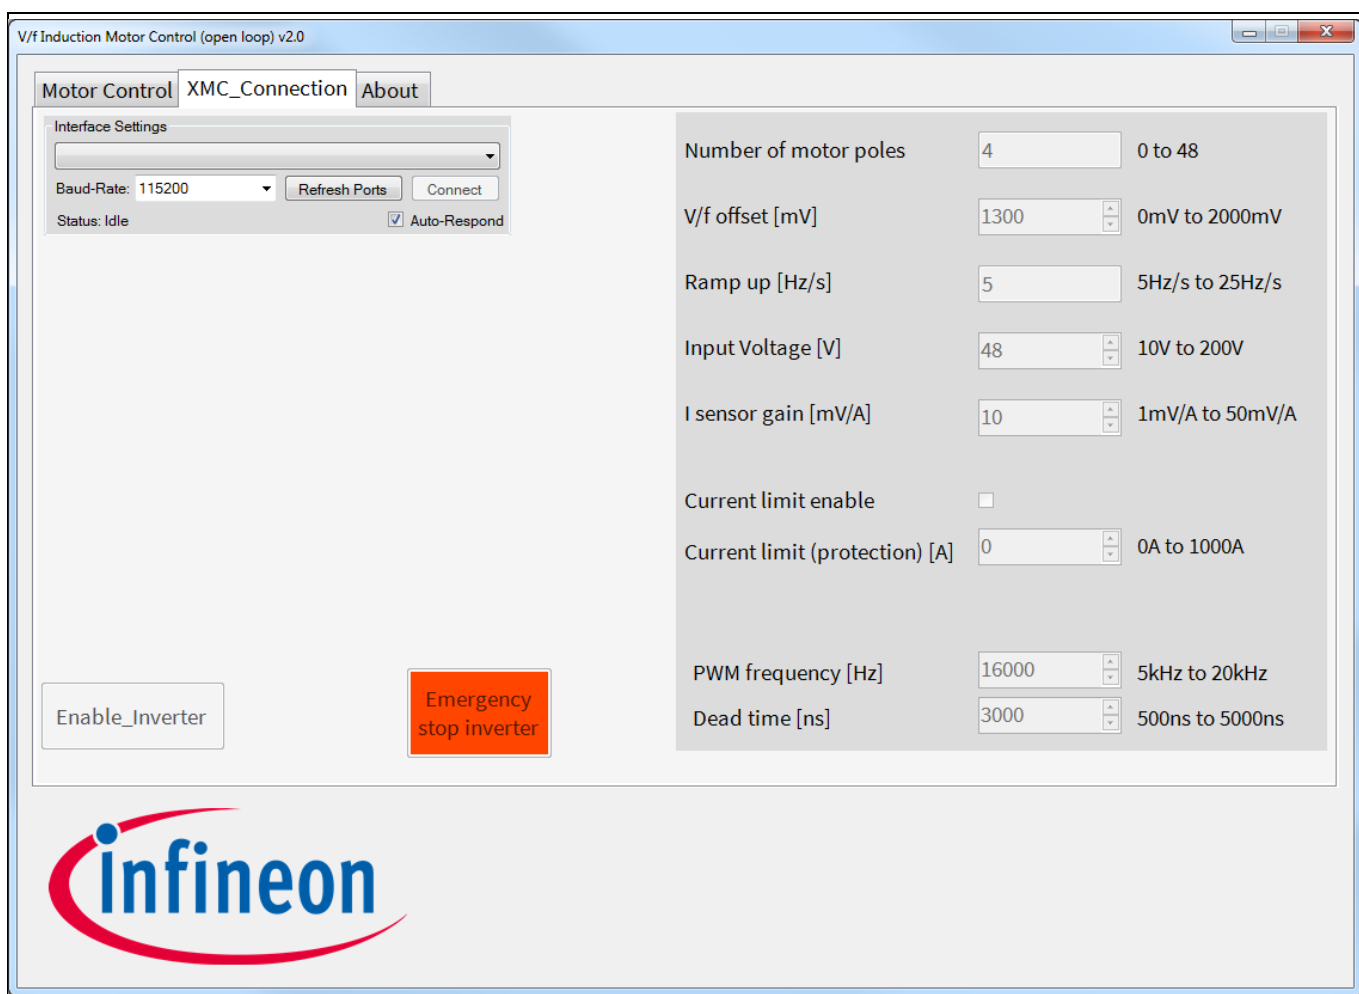 V/f Induction Motor Control (open loop) v2.0
Motor Control XMC_Connection About
Interface Settings
Baud-Rate: 115200 Refresh Ports Connect
Status: Idle Auto-Respond
Number of motor poles 4 0 to 48
V/f offset [mV] 1300 0mV to 2000mV
Ramp up [Hz/s] 5 5Hz/s to 25Hz/s
Input Voltage [V] 48 10V to 200V
I sensor gain [mV/A] 10 1mV/A to 50mV/A
Current limit enable
Current limit (protection) [A] 0 0A to 1000A
PWM frequency [Hz] 16000 5kHz to 20kHz
Dead time [ns] 3000 500ns to 5000ns
Enable_Inverter
Emergency
stop inverter
infineon